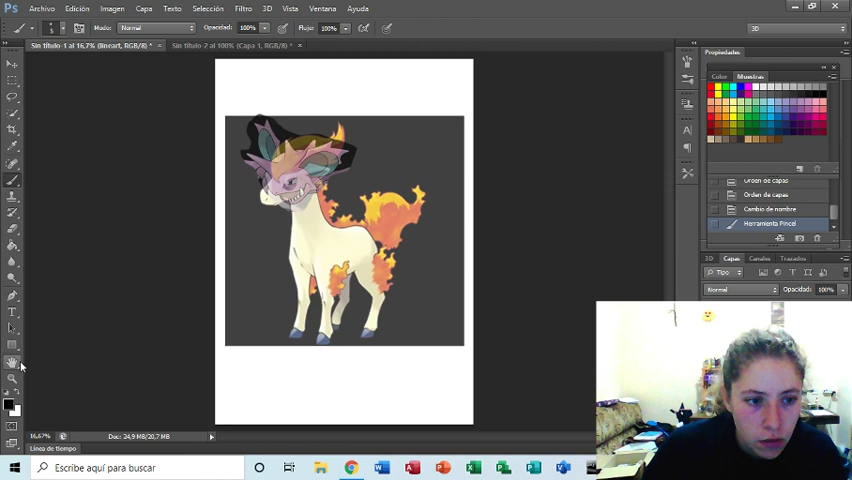 Ps Archivo Edición Imagen Capa Texto Selección Filtro 3D Vista Ventana Ayuda
5 Modo: Normal Opacidad: 100% Flujo: 100% 3D
Sin título-1 al 16,7% (lineart, RGB/8) * × Sin título-2 al 100% (Capa 1, RGB/8) * ×
Propiedades
Color Muestras
Orden de capas
Orden de capas
Cambio de nombre
Herramienta Pincel
3D Capas Canales Trazados
Tipo
Normal Opacidad: 100%
16,67% Doc: 24,9 MB/20,7 MB
Línea de tiempo
Escribe aquí para buscar